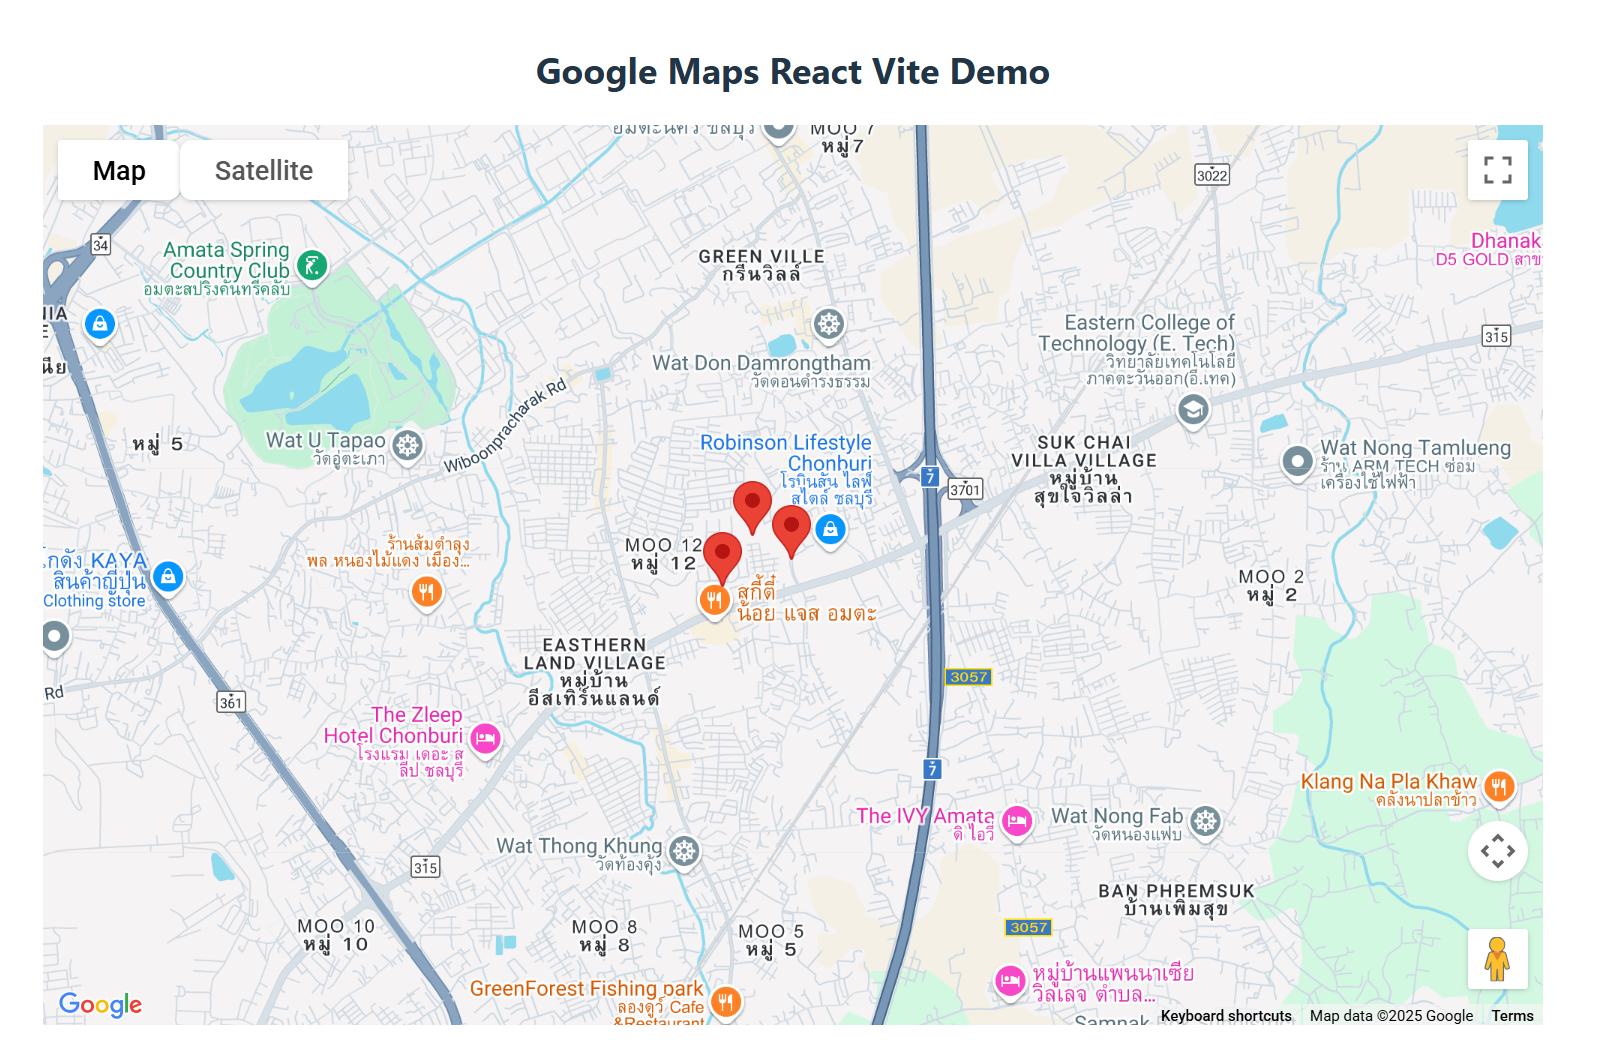 Google Maps React Vite Demo
Map
Satellite
MOO 7
หมู่7
3022
34
Amata Spring
Country Club
อมตะสปริงคันทรีคลับ
GREEN VILLE
กรีนวิลล์
Dhanak
D5 GOLD สาข
315
Eastern College of
Technology (E. Tech)
วิทยาลัยเทคโนโลยี
ภาคตะวันออก(อี.เทค)
Wat Don Damrongtham
วัดดอนดำรงธรรม
Wiboonpracharak Rd
หมู่ 5
Wat U Tapao
วัดอู่ตะเภา
Robinson Lifestyle
Chonburi
โรบินสัน ไลฟ์
สไตล์ ชลบุรี
SUK CHAI
VILLA VILLAGE
หมู่บ้าน
สุขใจวิลล่า
Wat Nong Tamlueng
ร้าน ARM TECH ซ่อม
เครื่องใช้ไฟฟ้า
7
3701
MOO 12
หมู่ 12
ร้านส้มตำลุง
พล หนองไม้แดง เมือง...
กดัง KAYA
สินค้าญี่ปุ่น
Clothing store
MOO 2
หมู่ 2
สุกี้ตี๋
น้อย แจส อมตะ
EASTHERN
LAND VILLAGE
หมู่บ้าน
อีสเทิร์นแลนด์
3057
Rd
361
The Zleep
Hotel Chonburi
โรงแรม เดอะ ส
ลีป ชลบุรี
7
Klang Na Pla Khaw
คลังนาปลาข้าว
The IVY Amata
ดิ ไอวี่
Wat Nong Fab
วัดหนองแฟบ
Wat Thong Khung
วัดท้องคุ้ง
315
BAN PHREMSUK
บ้านเพิ่มสุข
MOO 10
หมู่ 10
MOO 8
หมู่ 8
MOO 5
หมู่ 5
3057
หมู่บ้านแพนนาเซีย
วิลเลจ ตำบล...
GreenForest Fishing park
ลองดูว์ Cafe
&Restaurant
Google
Samnak
Keyboard shortcuts
Map data ©2025 Google
Terms